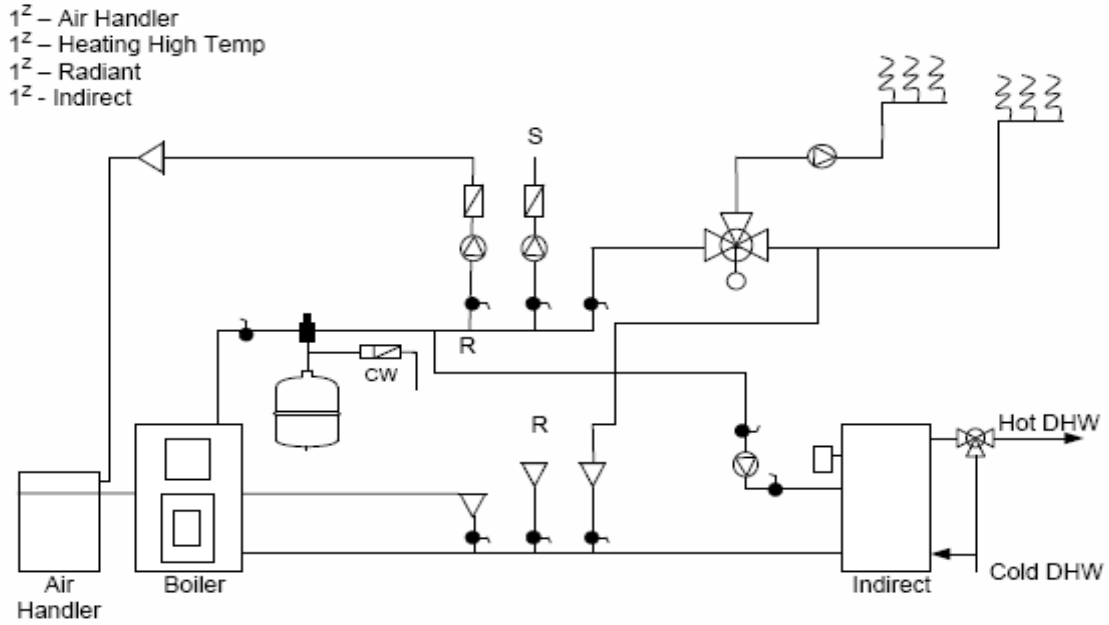 1ᶻ – Air Handler
1ᶻ – Heating High Temp
1ᶻ – Radiant
1ᶻ - Indirect
S
R
CW
R
Hot DHW
Cold DHW
Air
Handler
Boiler
Indirect